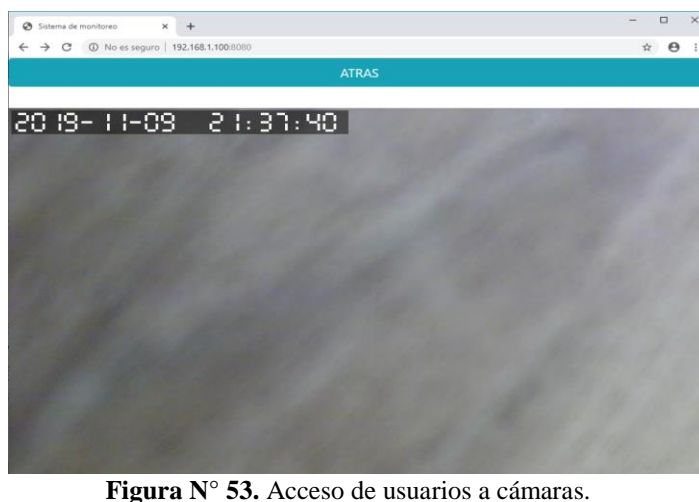 Sistema de monitoreo
No es seguro | 192.168.1.100:8080
ATRAS
2019-11-09 21:37:40
Figura N° 53. Acceso de usuarios a cámaras.